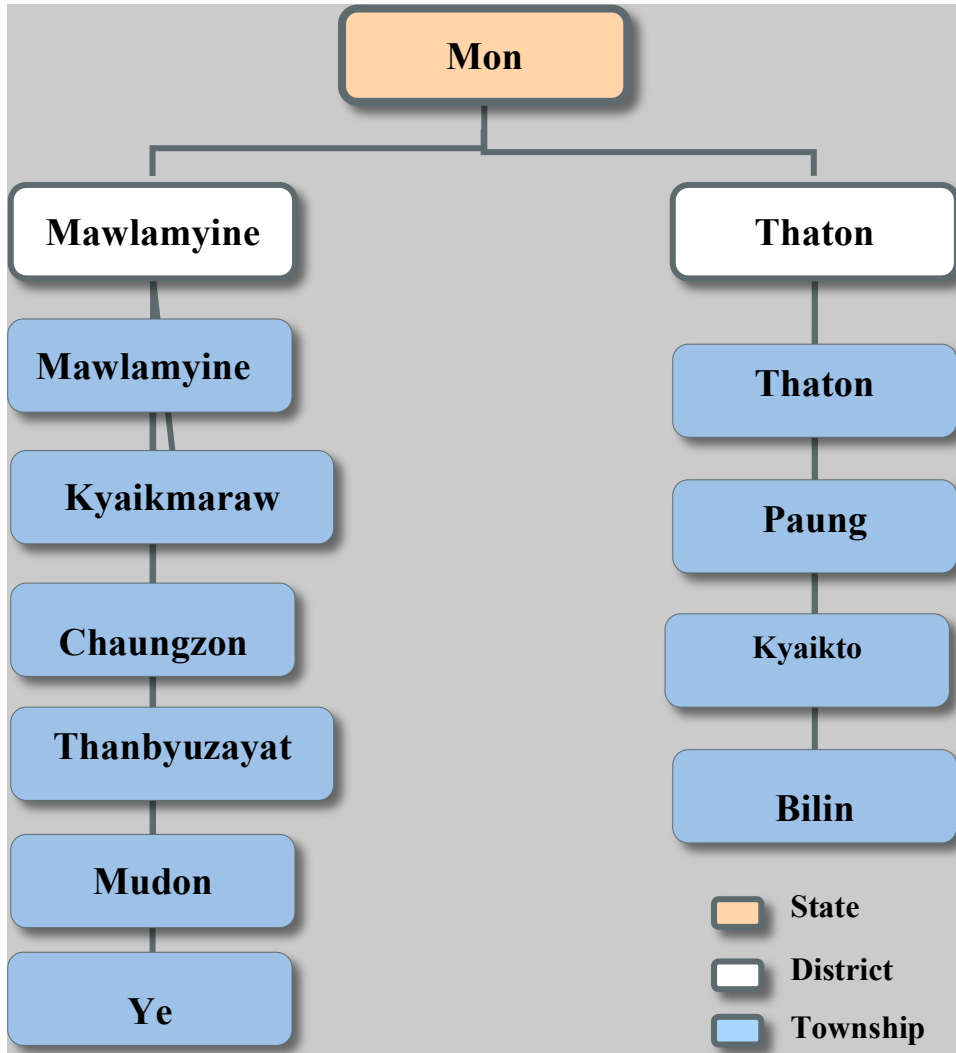 Mon
Mawlamyine
Thaton
Mawlamyine
Kyaikmaraw
Chaungzon
Thanbyuzayat
Mudon
Ye
Thaton
Paung
Kyaikto
Bilin
State
District
Township